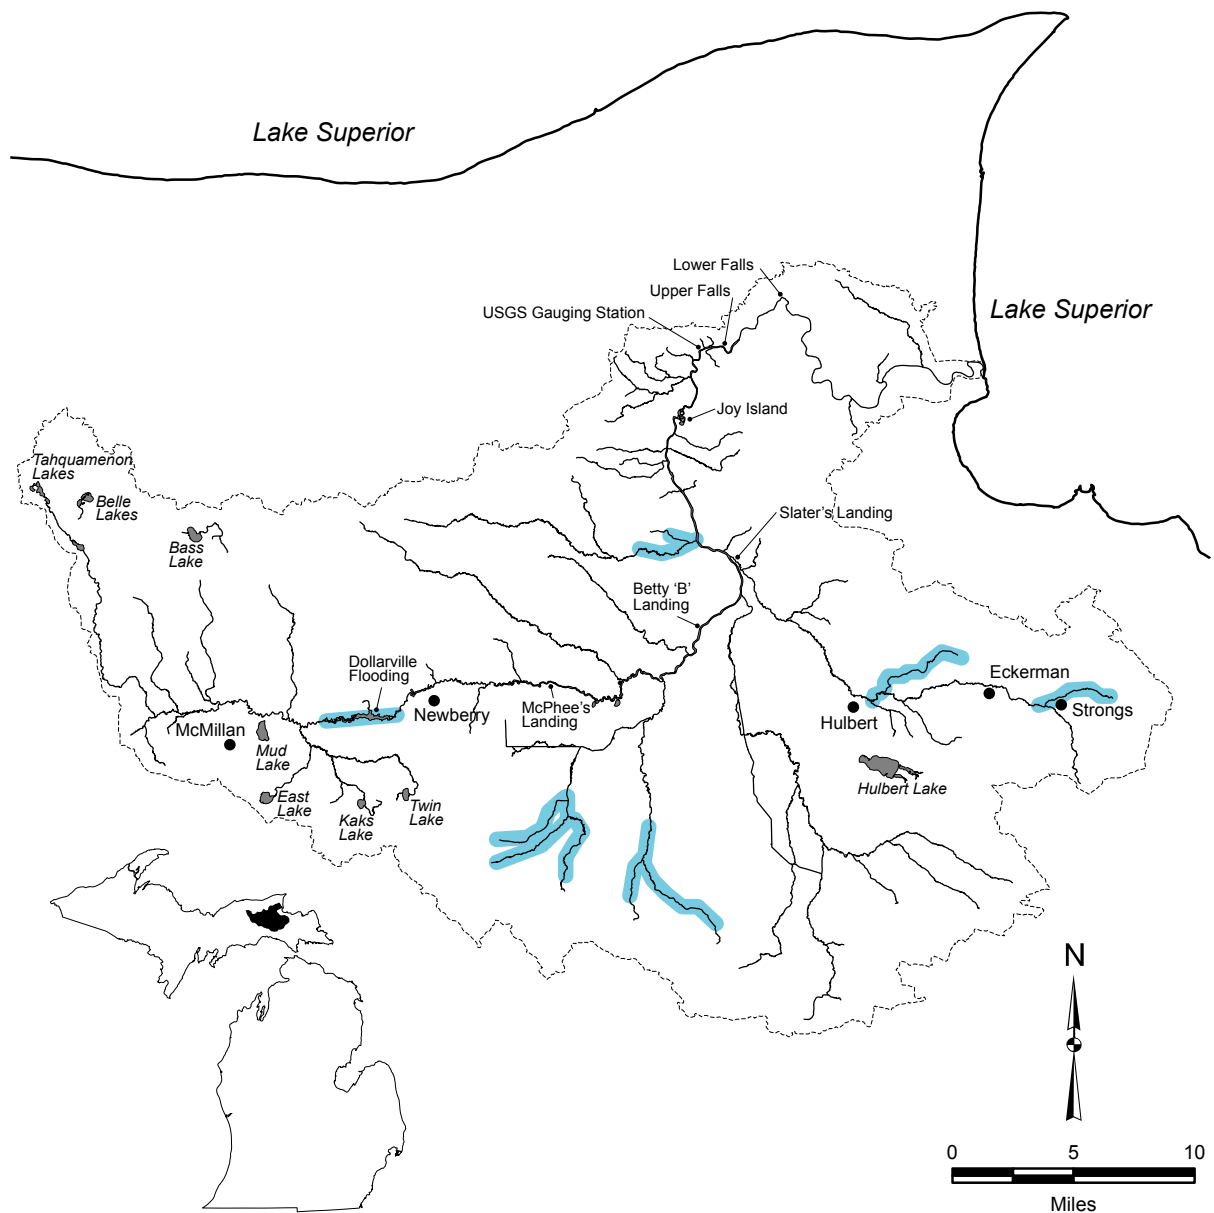 Lake Superior
Lower Falls
Upper Falls
Lake Superior
USGS Gauging Station
Joy Island
Tahquamenon
Lakes
Belle
Lakes
Slater's Landing
Bass
Lake
Betty 'B'
Landing
Dollarville
Flooding
Eckerman
McPhee's
Landing
Newberry
Strongs
Hulbert
McMillan
Mud
Lake
Hulbert Lake
East
Lake
Twin
Lake
Kaks
Lake
N
0 5 10
Miles